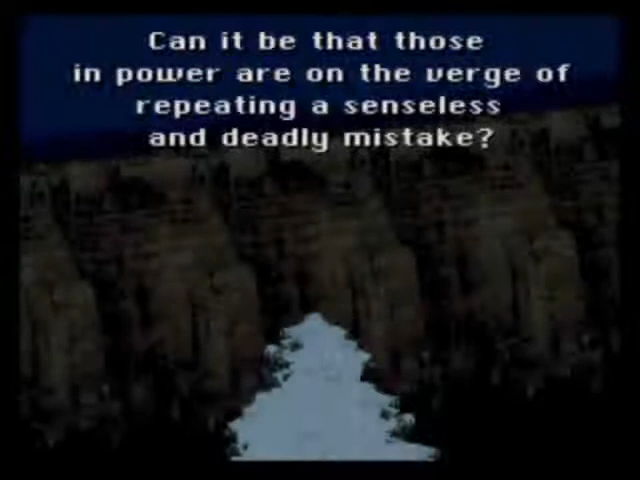 Can it be that those
in power are on the verge of
repeating a senseless
and deadly mistake?